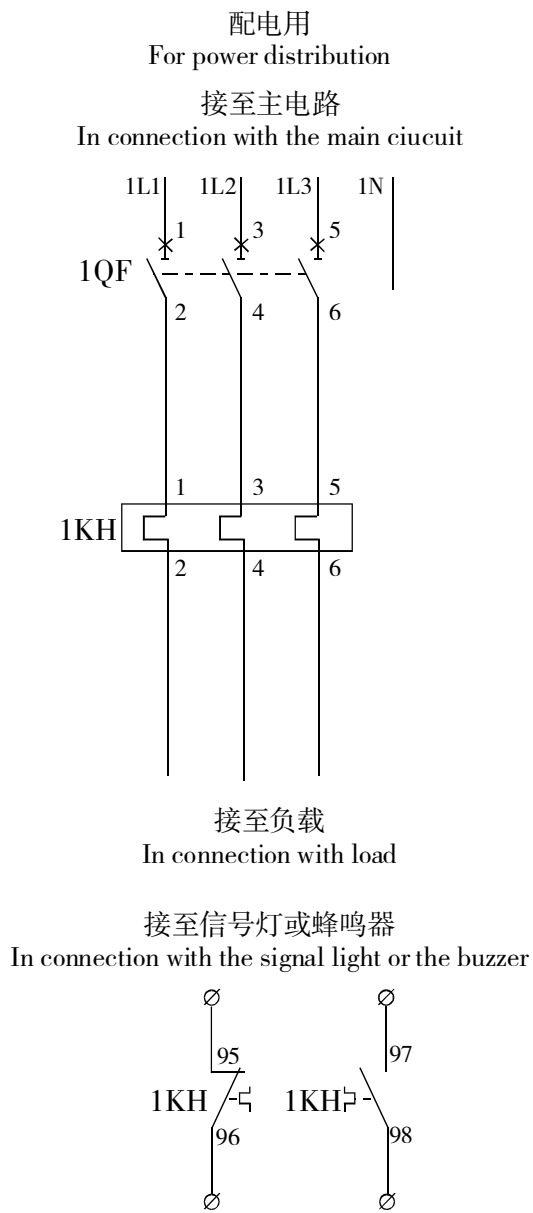 配电用
For power distribution
接至主电路
In connection with the main ciucuit
1L1 1L2 1L3 1N
1 3 5
1QF
2 4 6
1 3 5
1KH
2 4 6
接至负载
In connection with load
接至信号灯或蜂鸣器
In connection with the signal light or the buzzer
95 97
1KH 1KH
96 98